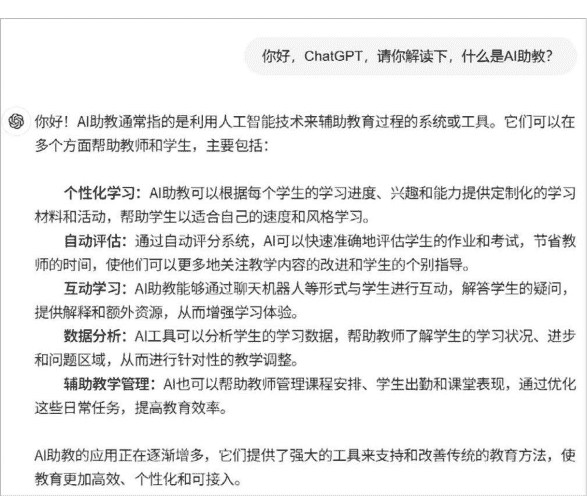 你好，ChatGPT，请你解读下，什么是AI助教？
你好！AI助教通常指的是利用人工智能技术来辅助教育过程的系统或工具。它们可以在
多个方面帮助教师和学生，主要包括：
个性化学习：AI助教可以根据每个学生的学习进度、兴趣和能力提供定制化的学习
材料和活动，帮助学生以适合自己的速度和风格学习。
自动评估：通过自动评分系统，AI可以快速准确地评估学生的作业和考试，节省教
师的时间，使他们可以更多地关注教学内容的改进和学生的个别指导。
互动学习：AI助教能够通过聊天机器人等形式与学生进行互动，解答学生的疑问，
提供解释和额外资源，从而增强学习体验。
数据分析：AI工具可以分析学生的学习数据，帮助教师了解学生的学习状况、进步
和问题区域，从而进行针对性的教学调整。
辅助教学管理：AI也可以帮助教师管理课程安排、学生出勤和课堂表现，通过优化
这些日常任务，提高教育效率。
AI助教的应用正在逐渐增多，它们提供了强大的工具来支持和改善传统的教育方法，使
教育更加高效、个性化和可接入。